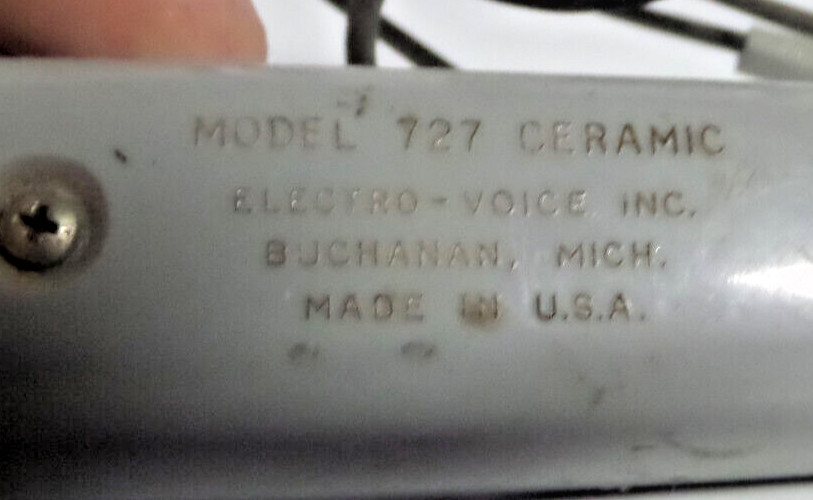 MODEL 727 CERAMIC
ELECTRO-VOICE INC.
BUCHANAN, MICH.
MADE IN U.S.A.